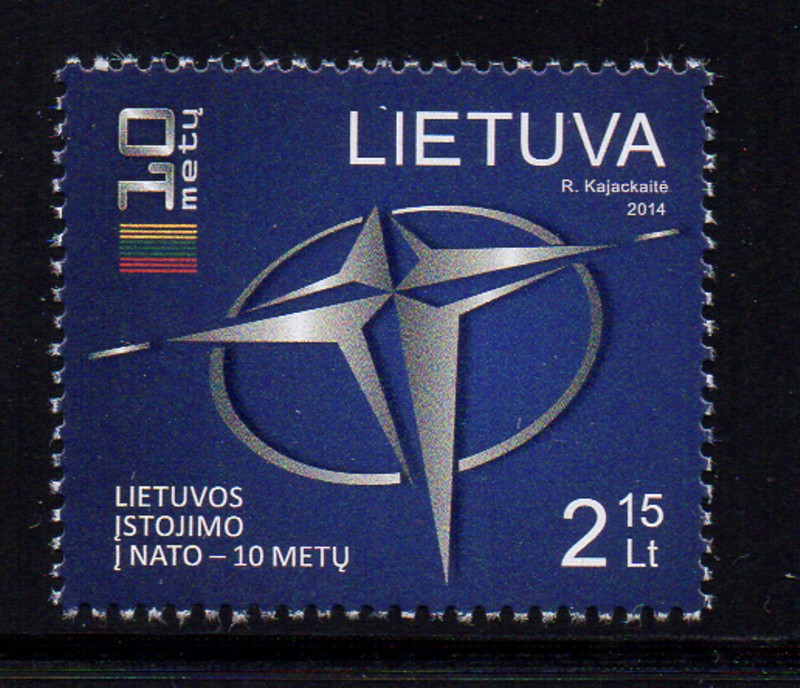 10
metų
LIETUVA
R. Kajackaitė
2014
LIETUVOS
ĮSTOJIMO
Į NATO – 10 METŲ
2 15
Lt